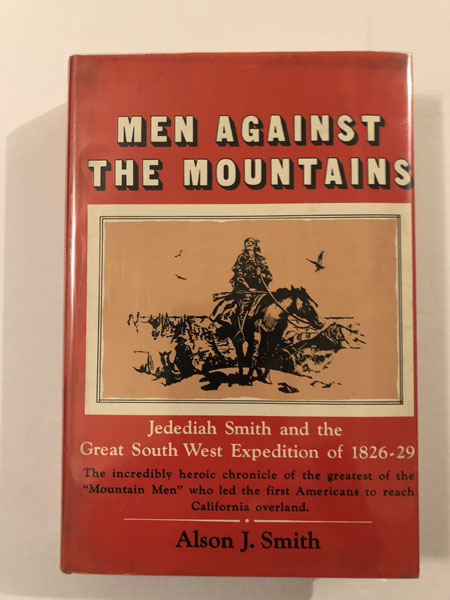 MEN AGAINST
THE MOUNTAINS
Jedediah Smith and the
Great South West Expedition of 1826-29
The incredibly heroic chronicle of the greatest of the
"Mountain Men" who led the first Americans to reach
California overland.
Alson J. Smith